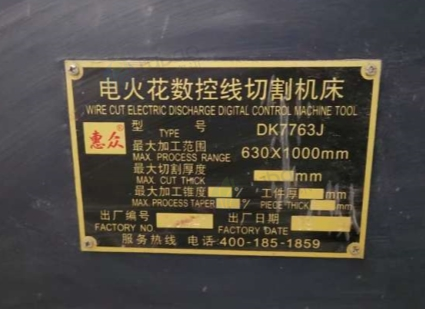 电火花数控线切割机床
WIRE CUT ELECTRIC DISCHARGE DIGITAL CONTROL MACHINE TOOL
惠众®
型 号 DK7763J
TYPE
最大加工范围 630X1000mm
MAX. PROCESS RANGE
最大切割厚度 mm
MAX. CUT THICK
最大加工锥度 °/ 工件厚 mm
MAX. PROCESS TAPER PIECE THICK mm
出厂编号 出厂日期
FACTORY NO. FACTORY DATE
服务热线 电话400-185-1859